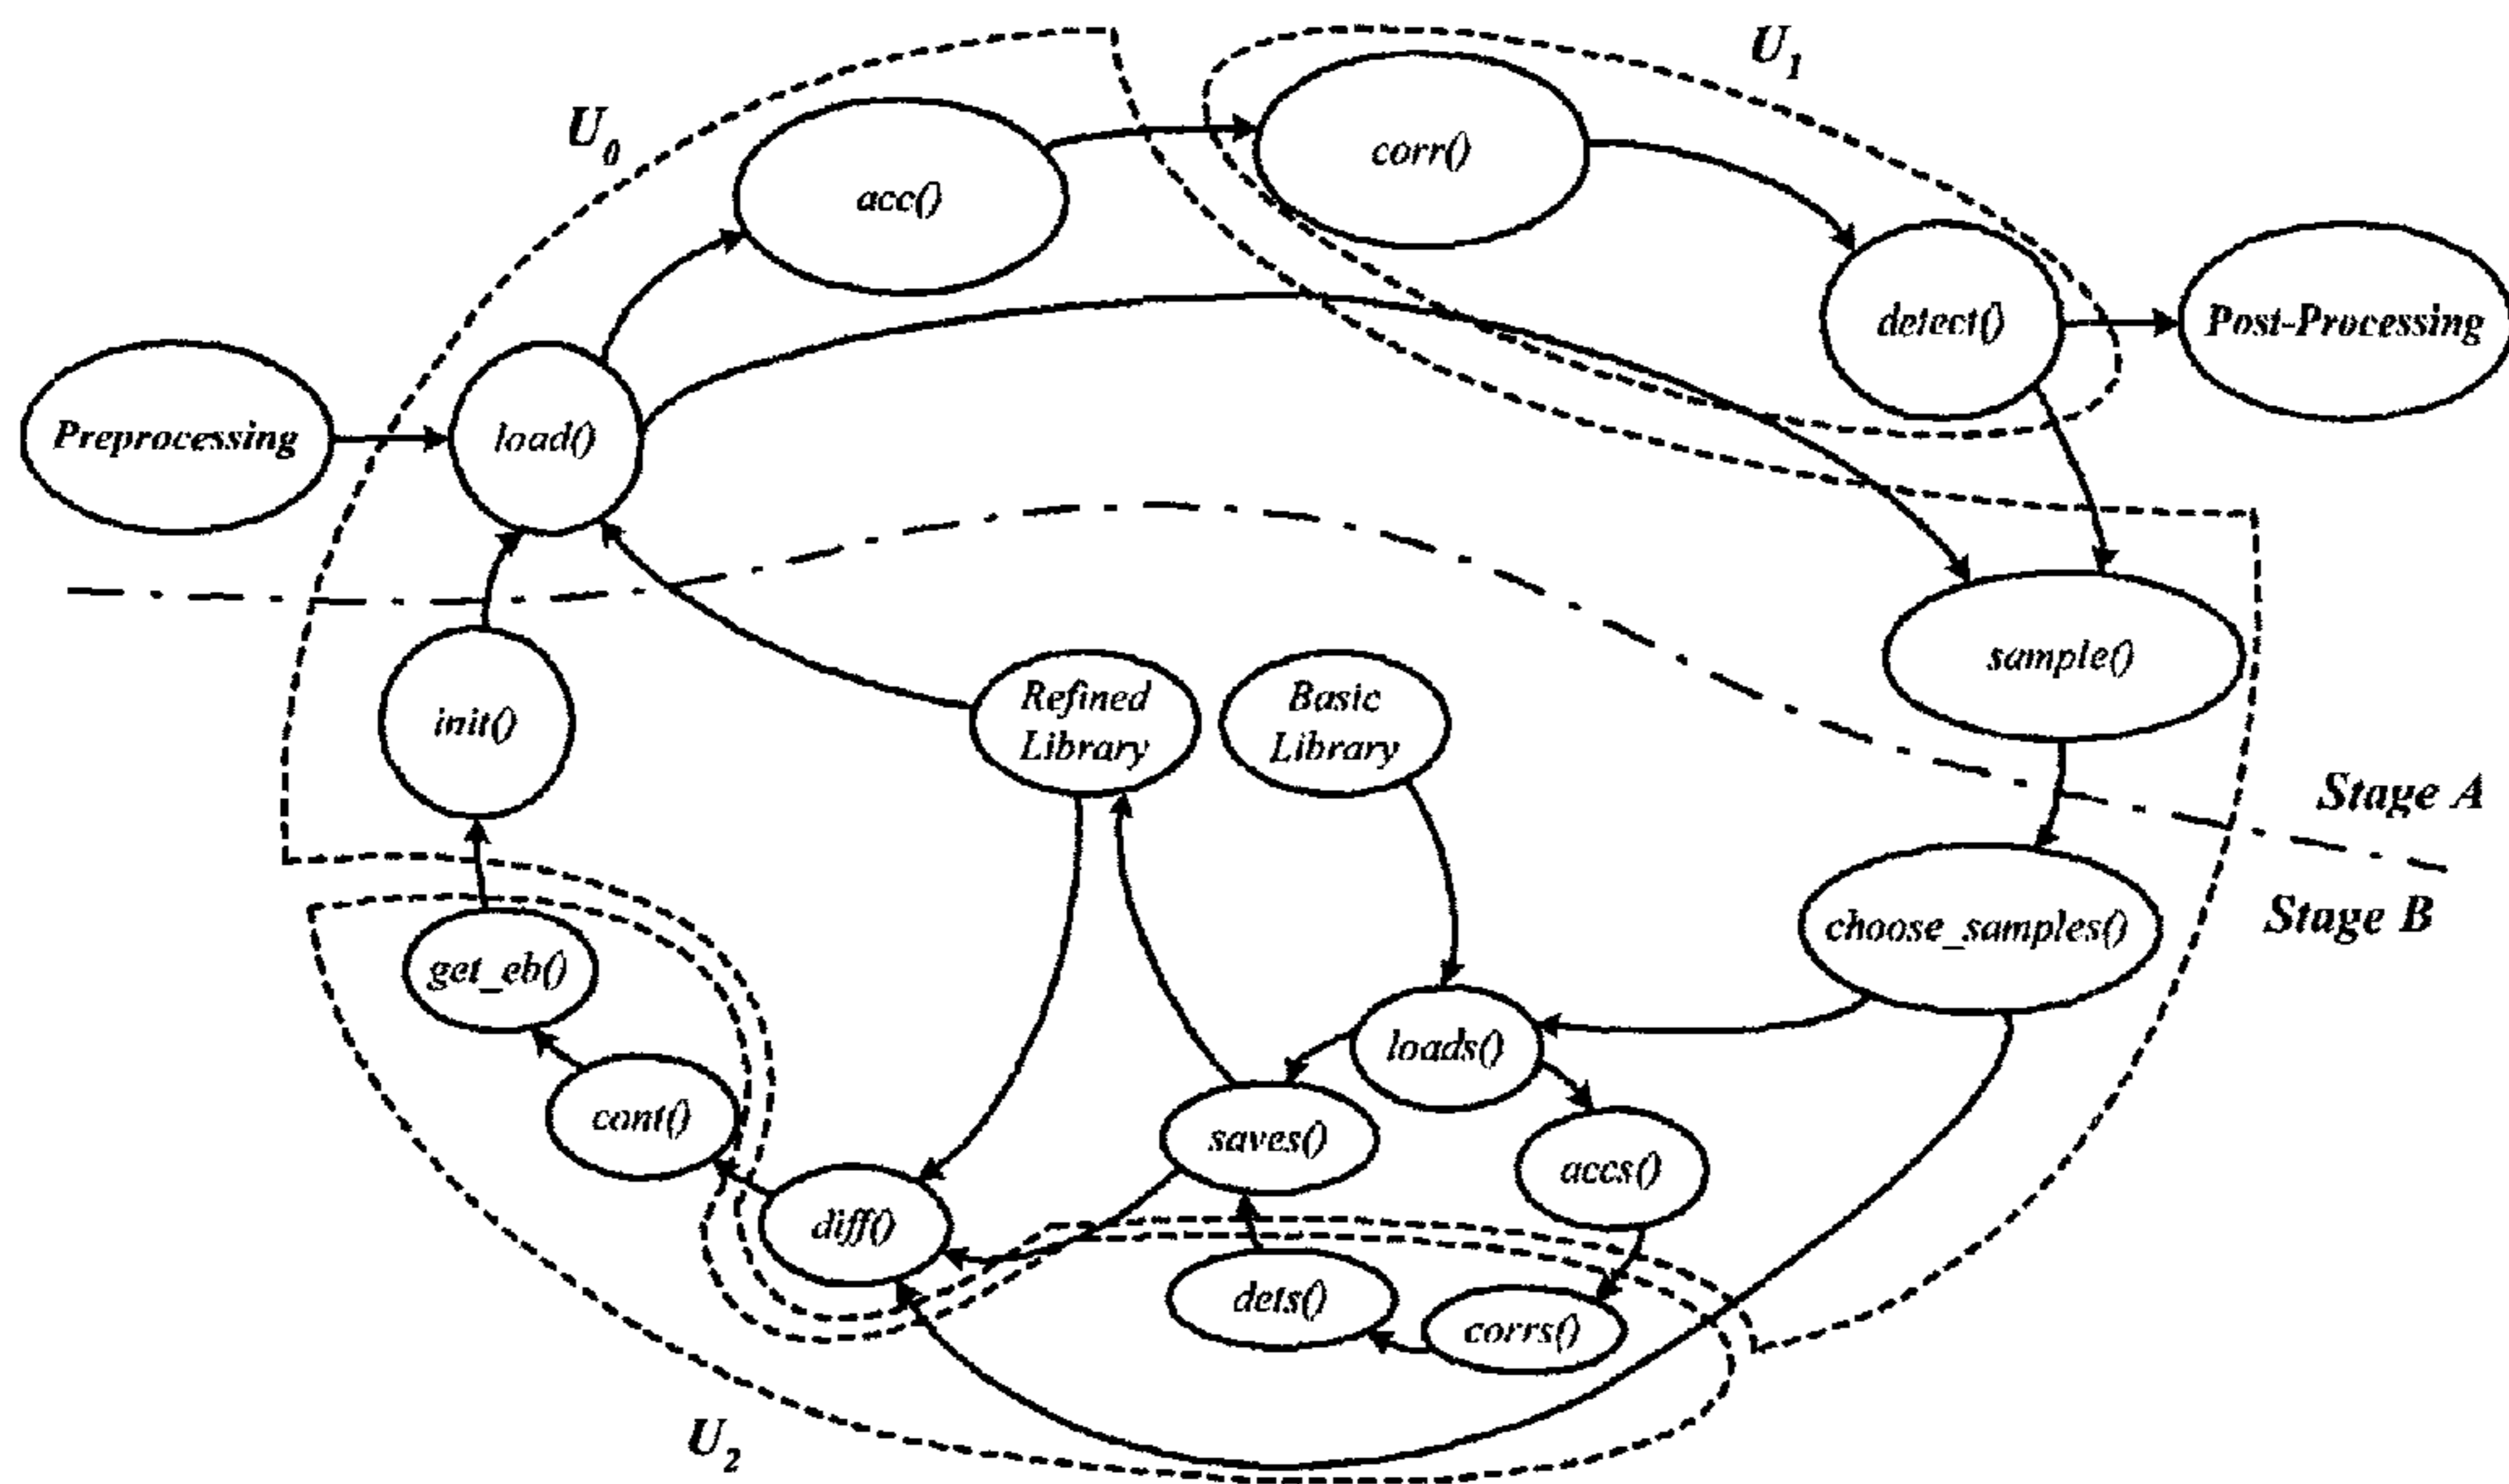 U1
U0
corr()
acc()
detect()
Post-Processing
Preprocessing
load()
sample()
Refined
Library
Basic
Library
init()
Stage A
Stage B
choose_samples()
get_eb()
loads()
cont()
saves()
accs()
diff()
dets()
corrs()
U2